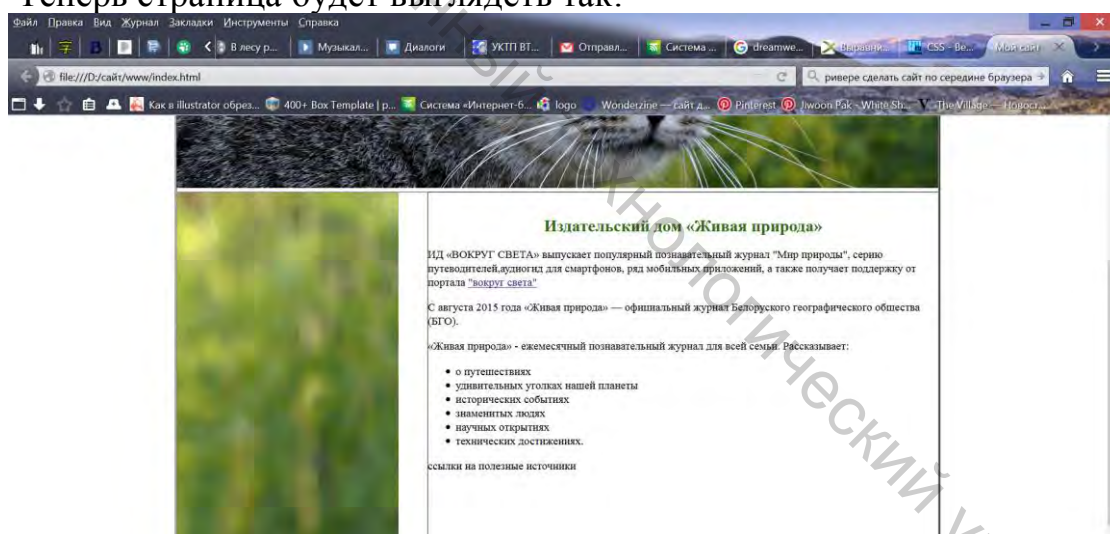 Теперь страница будет выглядеть так:
Файл Правка Вид Журнал Закладки Инструменты Справка
В лесу р... Музыкал... Диалоги УКТП ВТ... Отправл... Система ... dreamwe... Выравни... CSS - Ве... Мой сайт
file:///D:/сайт/www/index.html ривере сделать сайт по середине браузера
Как в illustrator обрез... 400+ Box Template | р... Система «Интернет-б... logo Wonderzine — сайт д... Pinterest Jiwoon Pak - White Sh... The Village — Новост...
Издательский дом «Живая природа»
ИД «ВОКРУГ СВЕТА» выпускает популярный познавательный журнал "Мир природы", серию
путеводителей,аудиогид для смартфонов, ряд мобильных приложений, а также получает поддержку от
портала "вокруг света"
С августа 2015 года «Живая природа» — официальный журнал Белоруского географического общества
(БГО).
«Живая природа» - ежемесячный познавательный журнал для всей семьи. Рассказывает:
о путешествиях
удивительных уголках нашей планеты
исторических событиях
знаменитых людях
научных открытиях
технических достижениях.
ссылки на полезные источники